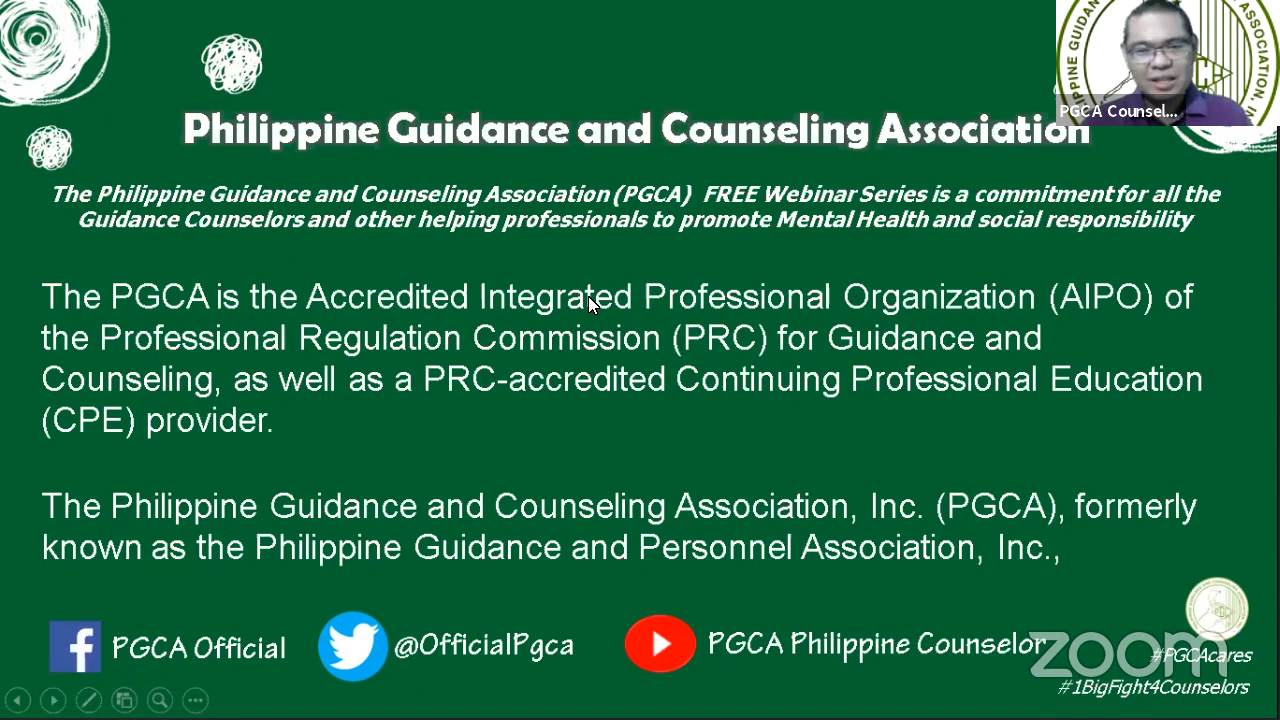 Philippine Guidance and Counseling Association
PGCA Counsel...
The Philippine Guidance and Counseling Association (PGCA) FREE Webinar Series is a commitment for all the
Guidance Counselors and other helping professionals to promote Mental Health and social responsibility
The PGCA is the Accredited Integrated Professional Organization (AIPO) of
the Professional Regulation Commission (PRC) for Guidance and
Counseling, as well as a PRC-accredited Continuing Professional Education
(CPE) provider.
The Philippine Guidance and Counseling Association, Inc. (PGCA), formerly
known as the Philippine Guidance and Personnel Association, Inc.,
PGCA Official
@OfficialPgca
PGCA Philippine Counselor
zoom
#PGCAcares
#1BigFight4Counselors